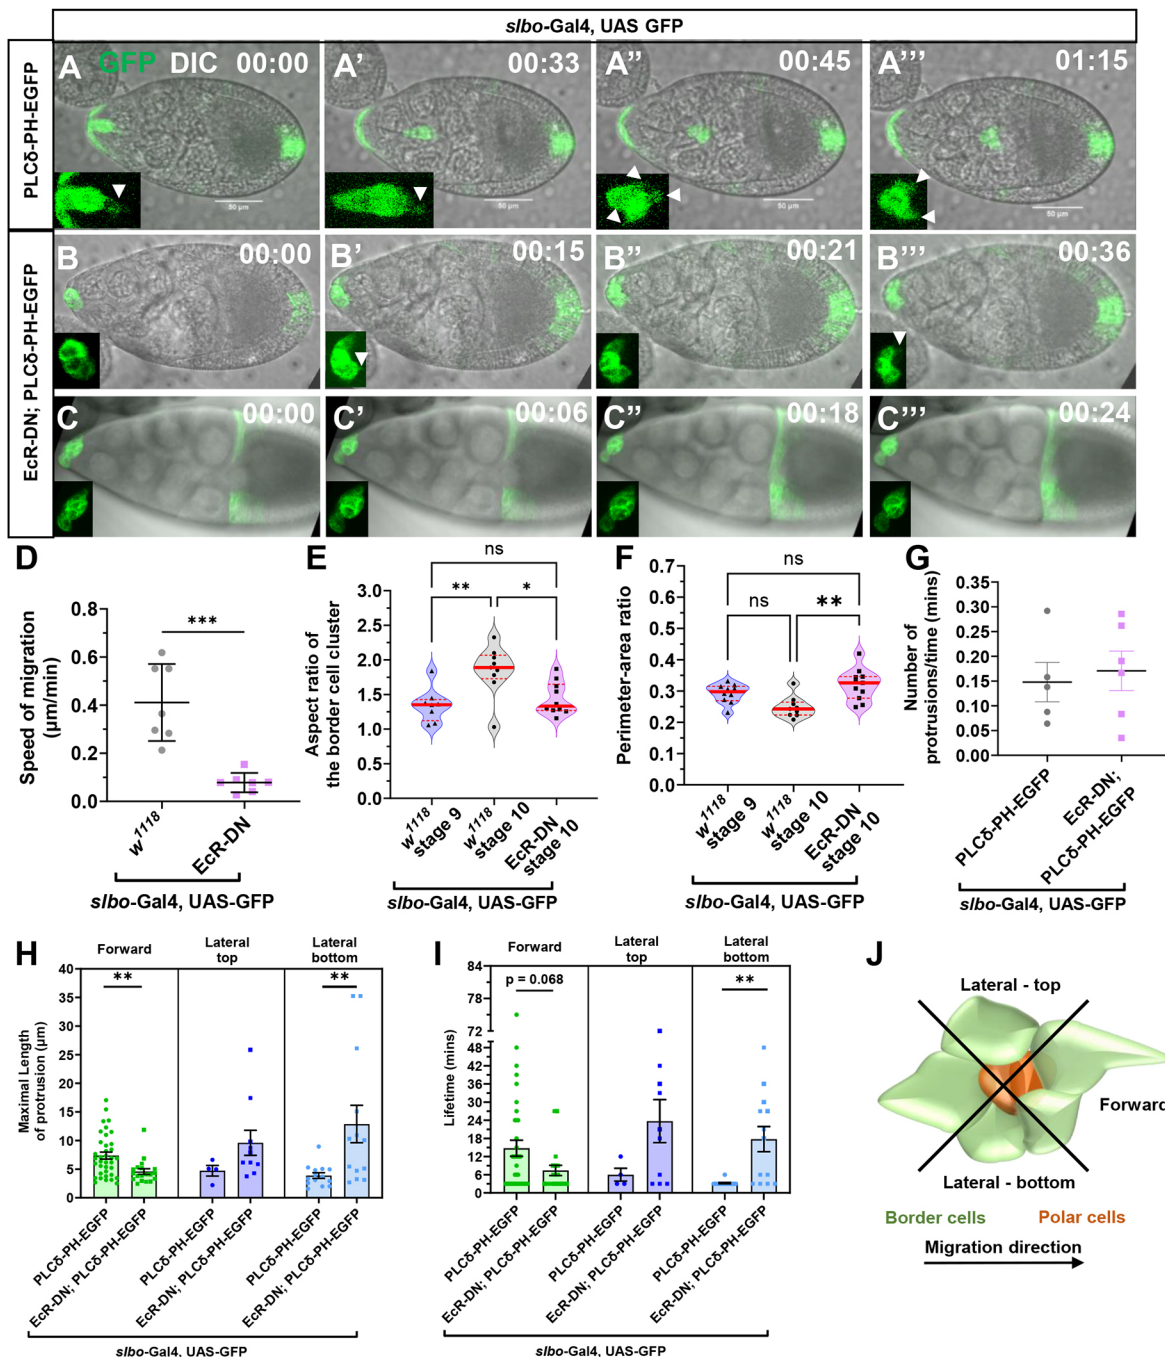 slbo-Gal4, UAS GFP
PLCδ-PH-EGFP
EcR-DN; PLCδ-PH-EGFP
A GFP DIC 00:00
50 µm
A' 00:33
50 µm
A'' 00:45
50 µm
A''' 01:15
50 µm
B 00:00
B' 00:15
B'' 00:21
B''' 00:36
C 00:00
C' 00:06
C'' 00:18
C''' 00:24
D
Speed of migration
(µm/min)
0.8
0.6
0.4
0.2
0.0
***
w1118
EcR-DN
slbo-Gal4, UAS-GFP
E
Aspect ratio of
the border cell cluster
3.0
2.5
2.0
1.5
1.0
0.5
0.0
ns
**
*
w1118
stage 9
w1118
stage 10
EcR-DN
stage 10
slbo-Gal4, UAS-GFP
F
Perimeter-area ratio
0.7
0.6
0.5
0.4
0.3
0.2
0.1
0.0
ns
ns
**
w1118
stage 9
w1118
stage 10
EcR-DN
stage 10
slbo-Gal4, UAS-GFP
G
Number of
protrusions/time (mins)
0.35
0.30
0.25
0.20
0.15
0.10
0.05
0.00
PLCδ-PH-EGFP
EcR-DN;
PLCδ-PH-EGFP
slbo-Gal4, UAS-GFP
H
Forward
Lateral
top
Lateral
bottom
Maximal Length
of protrusion (µm)
40
35
30
25
20
15
10
5
0
**
**
PLCδ-PH-EGFP
EcR-DN; PLCδ-PH-EGFP
PLCδ-PH-EGFP
EcR-DN; PLCδ-PH-EGFP
PLCδ-PH-EGFP
EcR-DN; PLCδ-PH-EGFP
slbo-Gal4, UAS-GFP
I
Forward
Lateral
top
Lateral
bottom
Lifetime (mins)
84
72
48
42
36
30
24
18
12
6
0
p = 0.068
**
PLCδ-PH-EGFP
EcR-DN; PLCδ-PH-EGFP
PLCδ-PH-EGFP
EcR-DN; PLCδ-PH-EGFP
PLCδ-PH-EGFP
EcR-DN; PLCδ-PH-EGFP
slbo-Gal4, UAS-GFP
J
Lateral - top
Forward
Lateral - bottom
Border cells
Polar cells
Migration direction